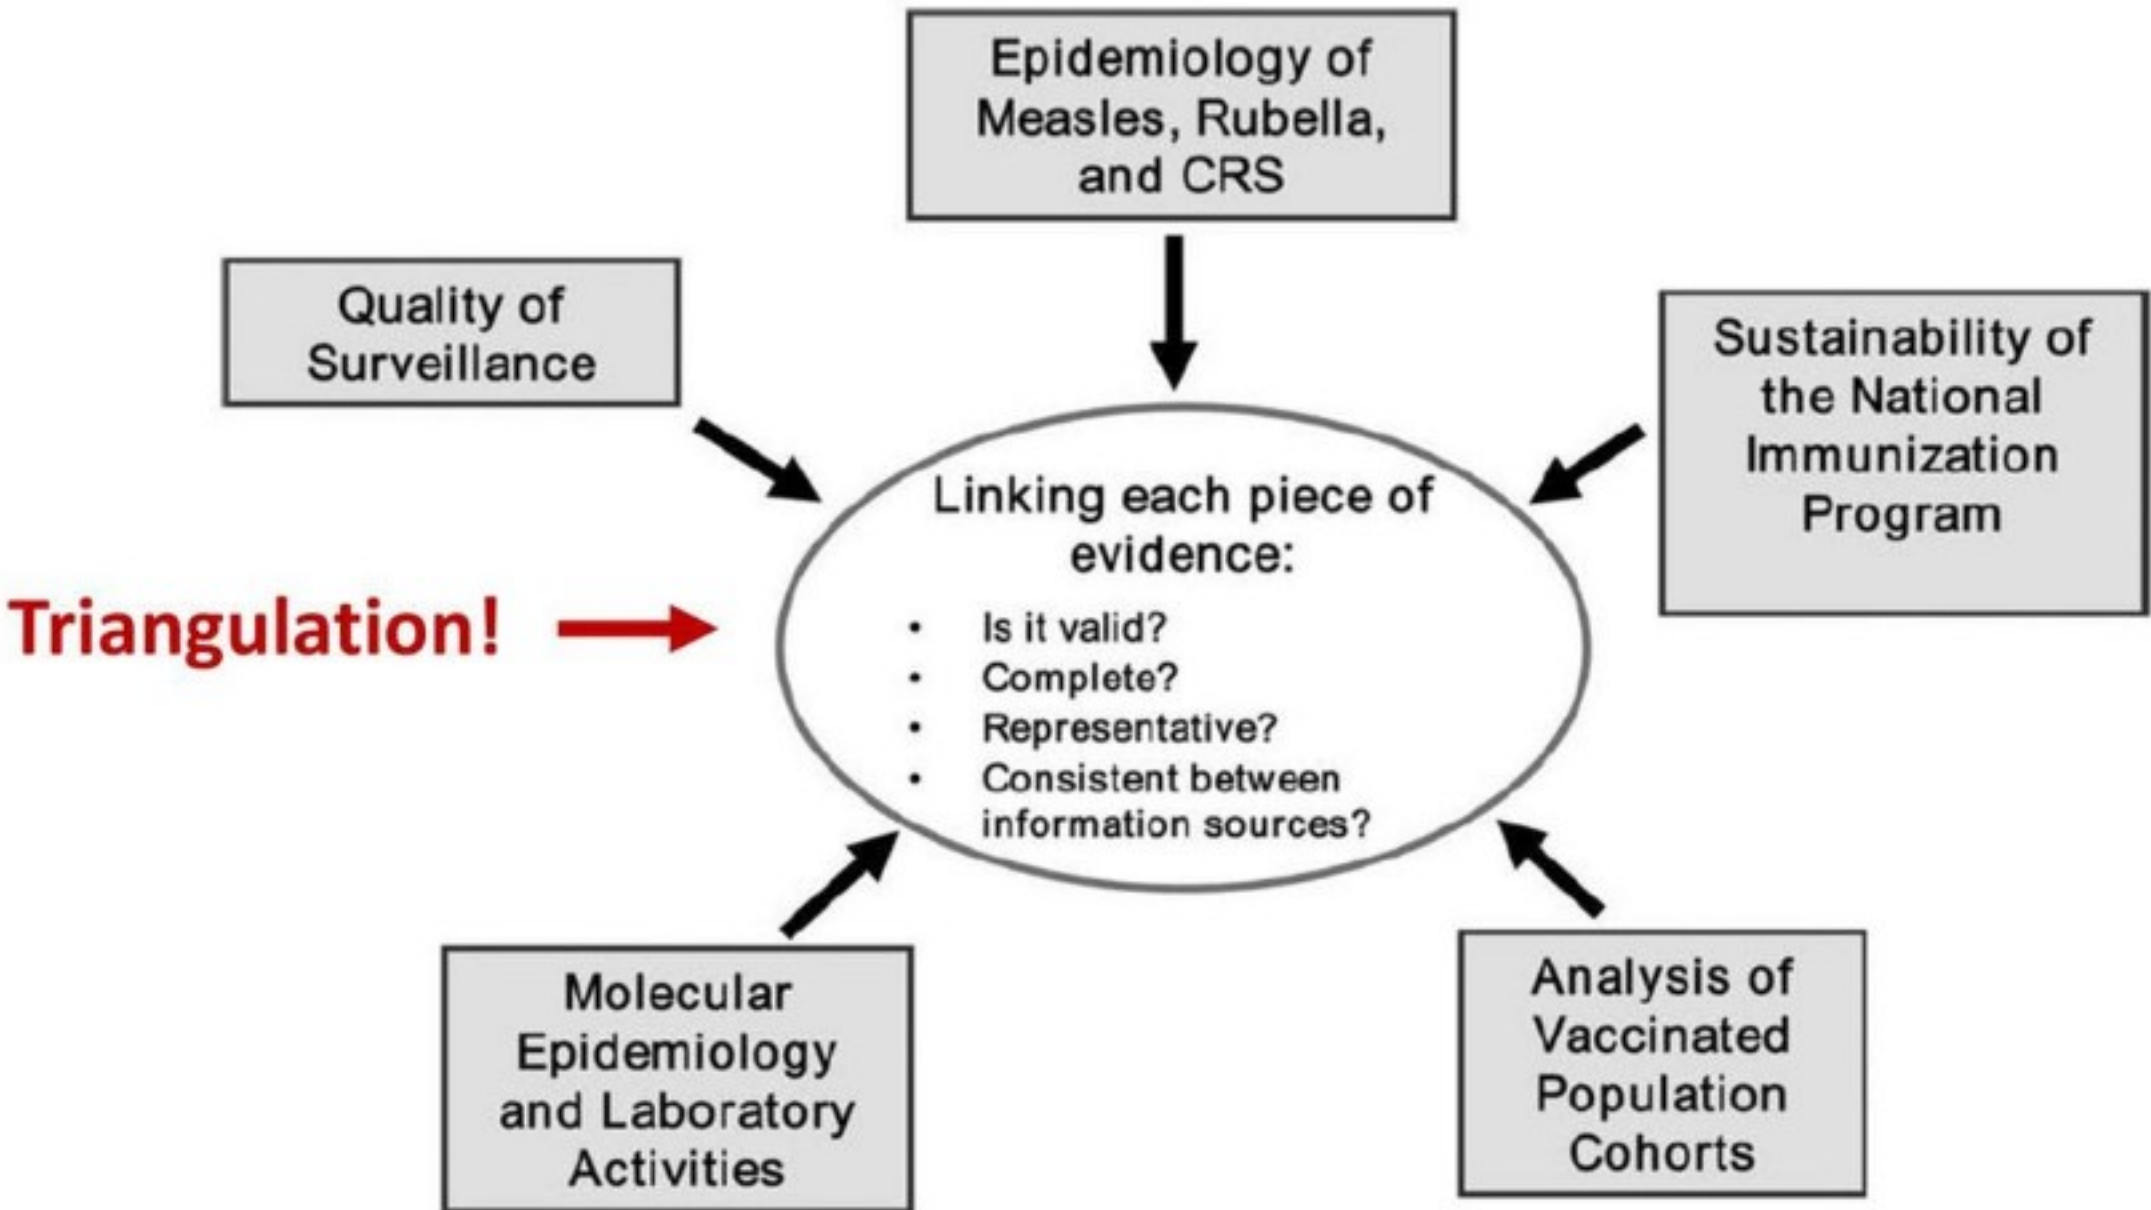 Epidemiology of
Measles, Rubella,
and CRS
Quality of
Surveillance
Sustainability of
the National
Immunization
Program
Linking each piece of
evidence:
• Is it valid?
• Complete?
• Representative?
• Consistent between
information sources?
Triangulation!
Molecular
Epidemiology
and Laboratory
Activities
Analysis of
Vaccinated
Population
Cohorts